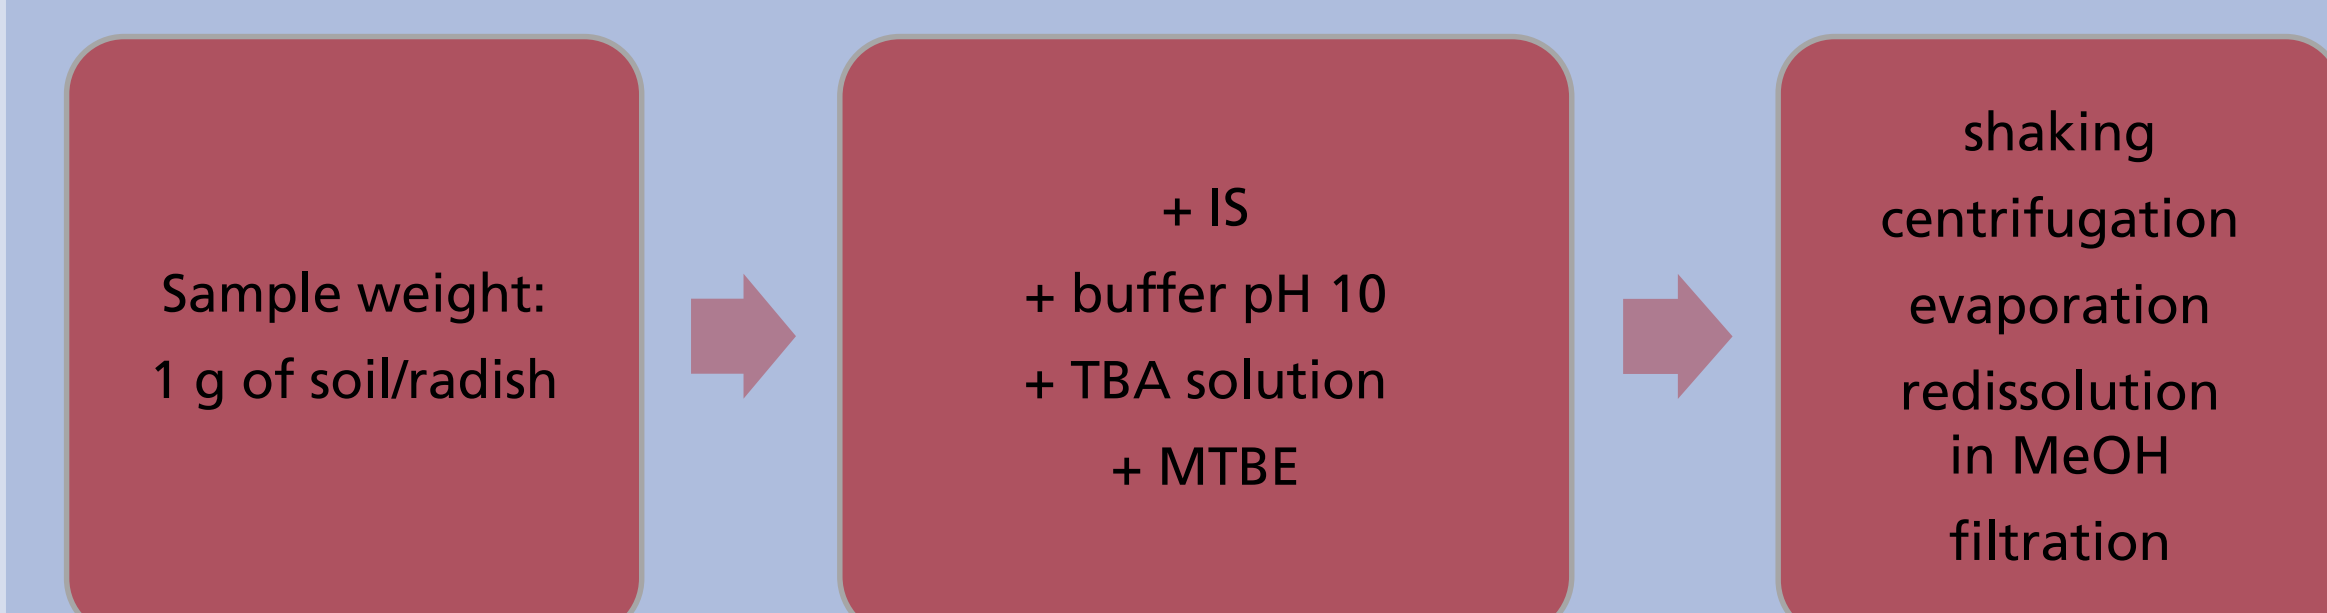 Sample weight:
1 g of soil/radish
+ IS
+ buffer pH 10
+ TBA solution
+ MTBE
shaking
centrifugation
evaporation
redissolution
in MeOH
filtration